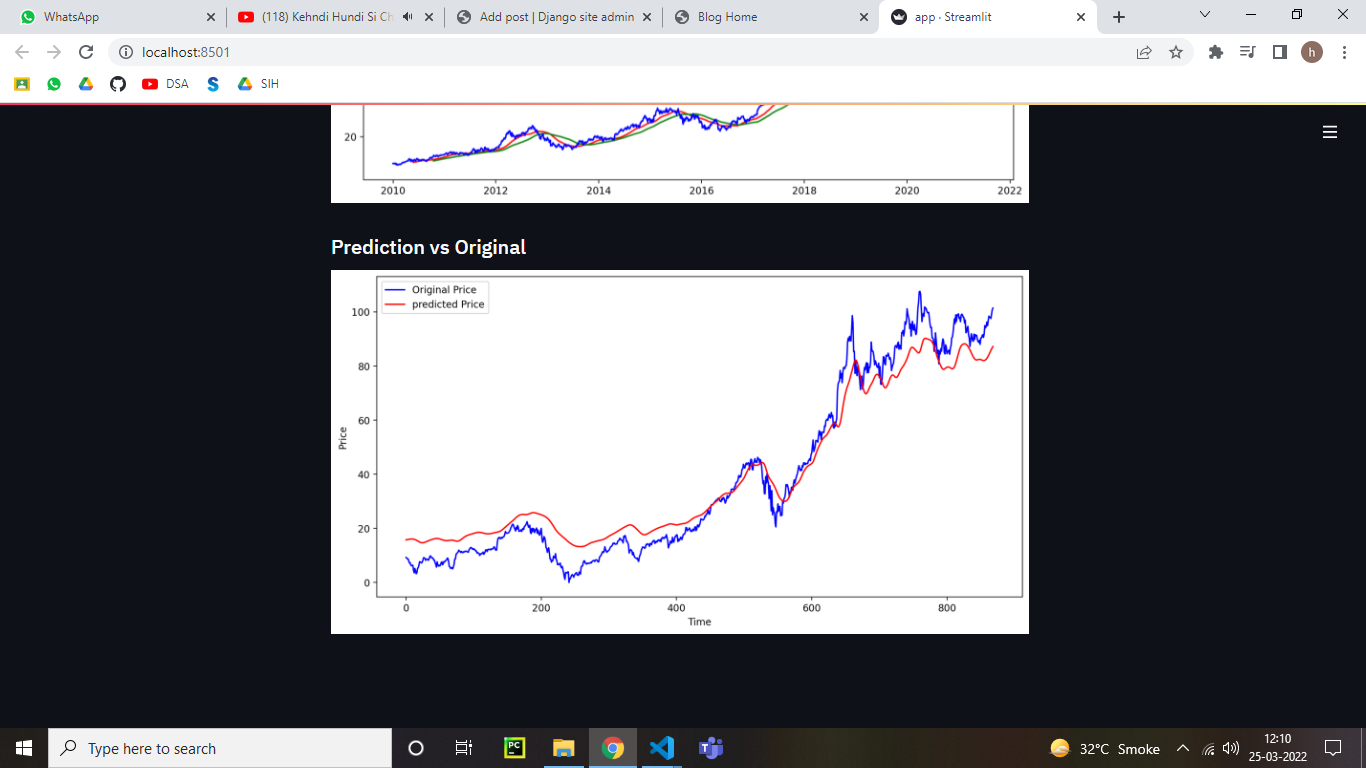 WhatsApp
(118) Kehndi Hundi Si Ch
Add post | Django site admin
Blog Home
app · Streamlit
localhost:8501
h
DSA
S
SIH
20
2010 2012 2014 2016 2018 2020 2022
Prediction vs Original
Original Price
predicted Price
100
80
60
40
20
0
Price
0 200 400 600 800
Time
PC
Type here to search
32°C Smoke
12:10
25-03-2022